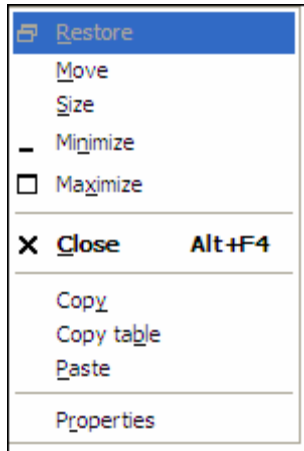 Restore
Move
Size
Minimize
Maximize
Close Alt+F4
Copy
Copy table
Paste
Properties